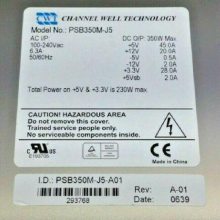 CHANNEL WELL TECHNOLOGY
Model No.: PSB350M-J5
AC I/P: DC O/P: 350W Max
100-240Vac +5V 45.0A
6.3A +12V 20.0A
50/60Hz -5V 0.5A
-12V 2.0A
+3.3V 28.0A
+5Vsb 2.0A
Total Power on +5V & +3.3V is 230W max
CAUTION! HAZARDOUS AREA!
Do not remove this cover.
Trained service people only.
No serviceable components inside.
E160705
I.D.: PSB350M-J5-A01
293768
Rev.: A-01
Date: 0639